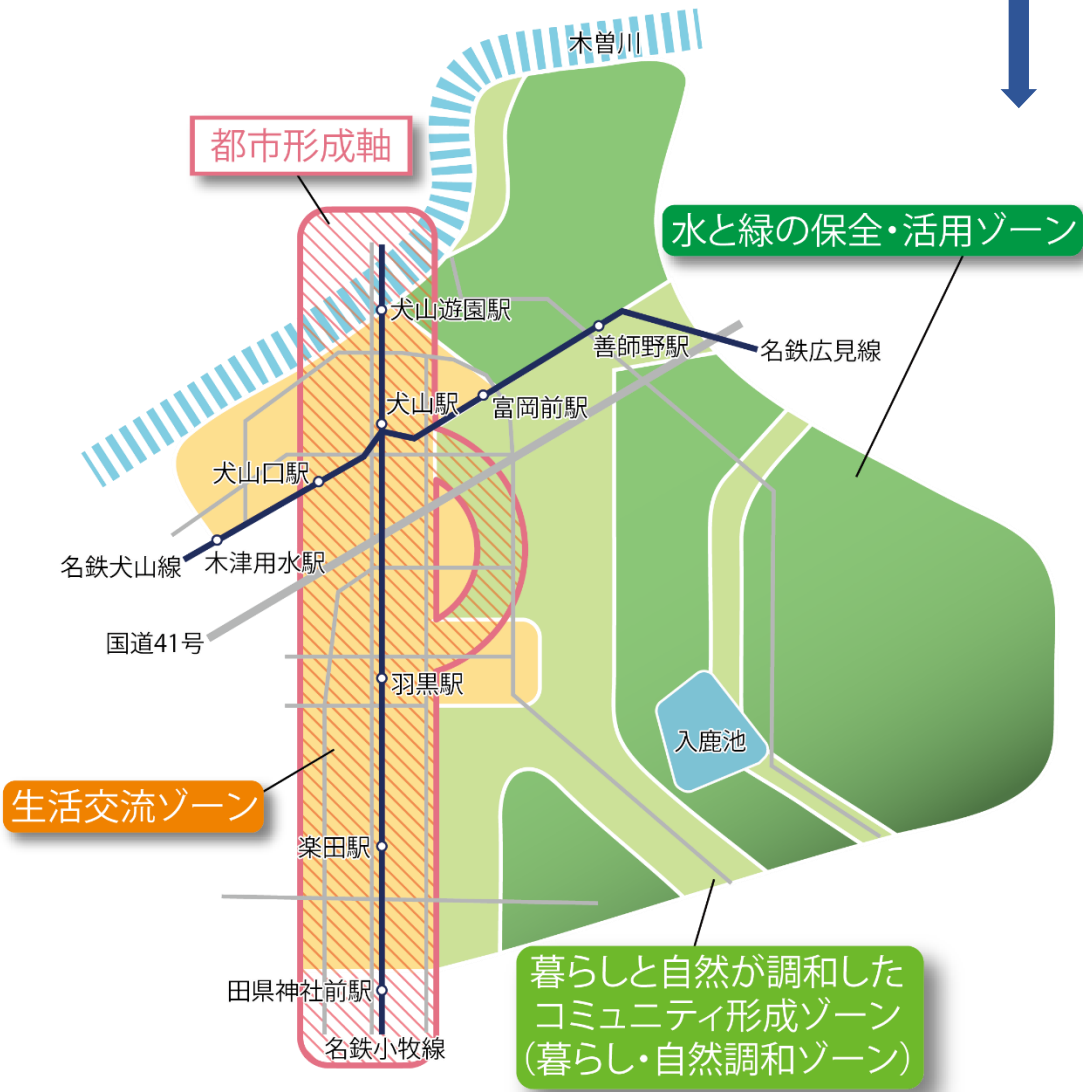 木曽川
都市形成軸
水と緑の保全・活用ゾーン
犬山遊園駅
善師野駅
名鉄広見線
犬山駅
富岡前駅
犬山口駅
名鉄犬山線
木津用水駅
国道41号
羽黒駅
入鹿池
生活交流ゾーン
楽田駅
暮らしと自然が調和した
コミュニティ形成ゾーン
（暮らし・自然調和ゾーン）
田県神社前駅
名鉄小牧線